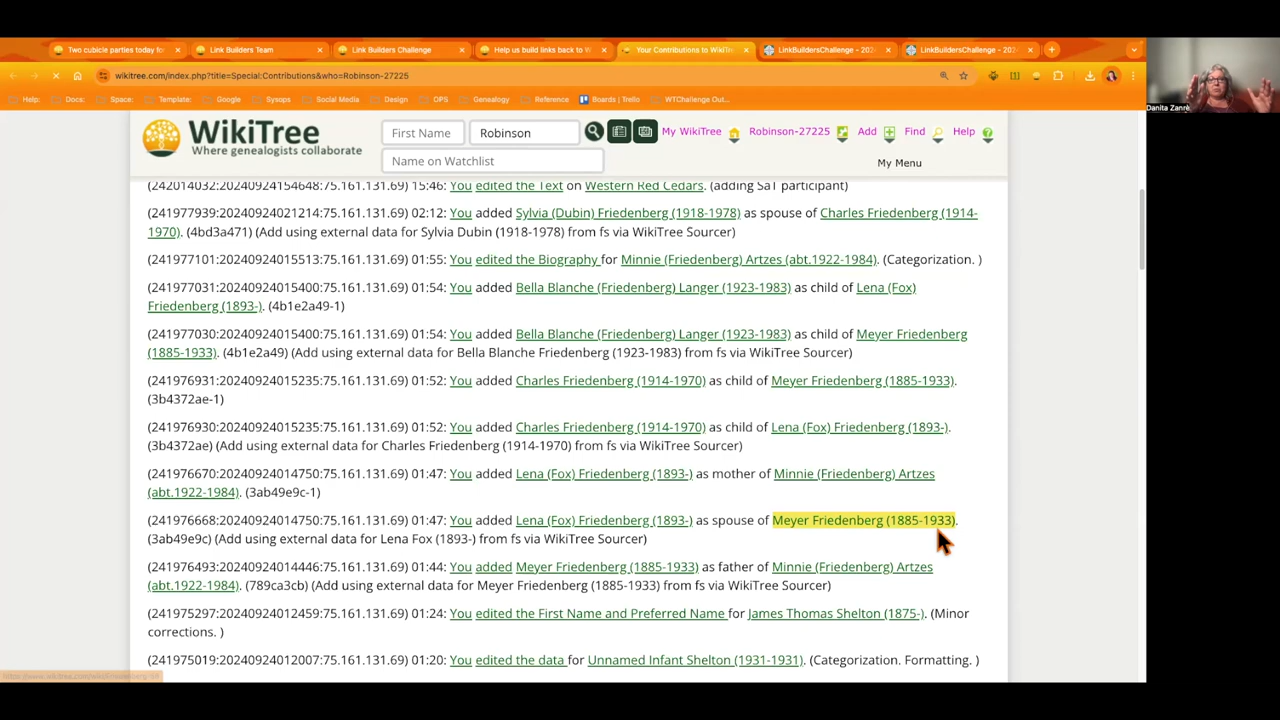 Two cubicle parties today fo
Link Builders Team
Link Builders Challenge
Help us build links back to W
Your Contributions to WikiTre
LinkBuildersChallenge - 202
LinkBuildersChallenge - 202
wikitree.com/index.php?title=Special:Contributions&who=Robinson-27225
Help:
Doc:
Space:
Template:
Google
Sysops
Social Media
Design
OPS
Genealogy
Reference
Boards | Trello
WTChallenge Out...
Danita Zanrè
WikiTree
Where genealogists collaborate
First Name
Robinson
My WikiTree
Robinson-27225
Add
Find
Help
Name on Watchlist
My Menu
(242014032:20240924154648:75.161.131.69) 15:46: You edited the Text on Western Red Cedars. (adding SaT participant)
(241977939:20240924021214:75.161.131.69) 02:12: You added Sylvia (Dubin) Friedenberg (1918-1978) as spouse of Charles Friedenberg (1914-
1970). (4bd3a471) (Add using external data for Sylvia Dubin (1918-1978) from fs via WikiTree Sourcer)
(241977101:20240924015513:75.161.131.69) 01:55: You edited the Biography for Minnie (Friedenberg) Artzes (abt.1922-1984). (Categorization. )
(241977031:20240924015400:75.161.131.69) 01:54: You added Bella Blanche (Friedenberg) Langer (1923-1983) as child of Lena (Fox)
Friedenberg (1893-). (4b1e2a49-1)
(241977030:20240924015400:75.161.131.69) 01:54: You added Bella Blanche (Friedenberg) Langer (1923-1983) as child of Meyer Friedenberg
(1885-1933). (4b1e2a49) (Add using external data for Bella Blanche Friedenberg (1923-1983) from fs via WikiTree Sourcer)
(241976931:20240924015235:75.161.131.69) 01:52: You added Charles Friedenberg (1914-1970) as child of Meyer Friedenberg (1885-1933).
(3b4372ae-1)
(241976930:20240924015235:75.161.131.69) 01:52: You added Charles Friedenberg (1914-1970) as child of Lena (Fox) Friedenberg (1893-).
(3b4372ae) (Add using external data for Charles Friedenberg (1914-1970) from fs via WikiTree Sourcer)
(241976670:20240924014750:75.161.131.69) 01:47: You added Lena (Fox) Friedenberg (1893-) as mother of Minnie (Friedenberg) Artzes
(abt.1922-1984). (3ab49e9c-1)
(241976668:20240924014750:75.161.131.69) 01:47: You added Lena (Fox) Friedenberg (1893-) as spouse of Meyer Friedenberg (1885-1933).
(3ab49e9c) (Add using external data for Lena Fox (1893-) from fs via WikiTree Sourcer)
(241976493:20240924014446:75.161.131.69) 01:44: You added Meyer Friedenberg (1885-1933) as father of Minnie (Friedenberg) Artzes
(abt.1922-1984). (789ca3cb) (Add using external data for Meyer Friedenberg (1885-1933) from fs via WikiTree Sourcer)
(241975297:20240924012459:75.161.131.69) 01:24: You edited the First Name and Preferred Name for James Thomas Shelton (1875-). (Minor
corrections. )
(241975019:20240924012007:75.161.131.69) 01:20: You edited the data for Unnamed Infant Shelton (1931-1931). (Categorization. Formatting. )